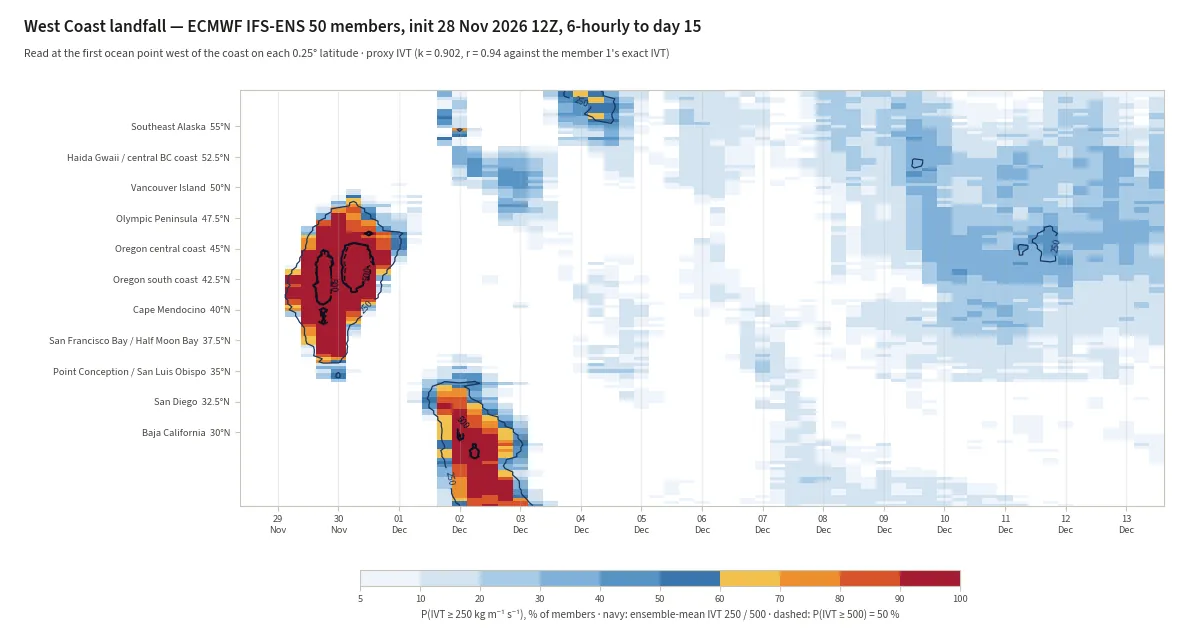 West Coast landfall — ECMWF IFS-ENS 50 members, init 28 Nov 2026 12Z, 6-hourly to day 15
Read at the first ocean point west of the coast on each 0.25° latitude · proxy IVT (k = 0.902, r = 0.94 against the member 1's exact IVT)
Southeast Alaska 55°N
Haida Gwaii / central BC coast 52.5°N
Vancouver Island 50°N
Olympic Peninsula 47.5°N
Oregon central coast 45°N
Oregon south coast 42.5°N
Cape Mendocino 40°N
San Francisco Bay / Half Moon Bay 37.5°N
Point Conception / San Luis Obispo 35°N
San Diego 32.5°N
Baja California 30°N
250
500
500
250
500
250
250
29 Nov
30 Nov
01 Dec
02 Dec
03 Dec
04 Dec
05 Dec
06 Dec
07 Dec
08 Dec
09 Dec
10 Dec
11 Dec
12 Dec
13 Dec
5 10 20 30 40 50 60 70 80 90 100
P(IVT ≥ 250 kg m⁻¹ s⁻¹), % of members · navy: ensemble-mean IVT 250 / 500 · dashed: P(IVT ≥ 500) = 50 %